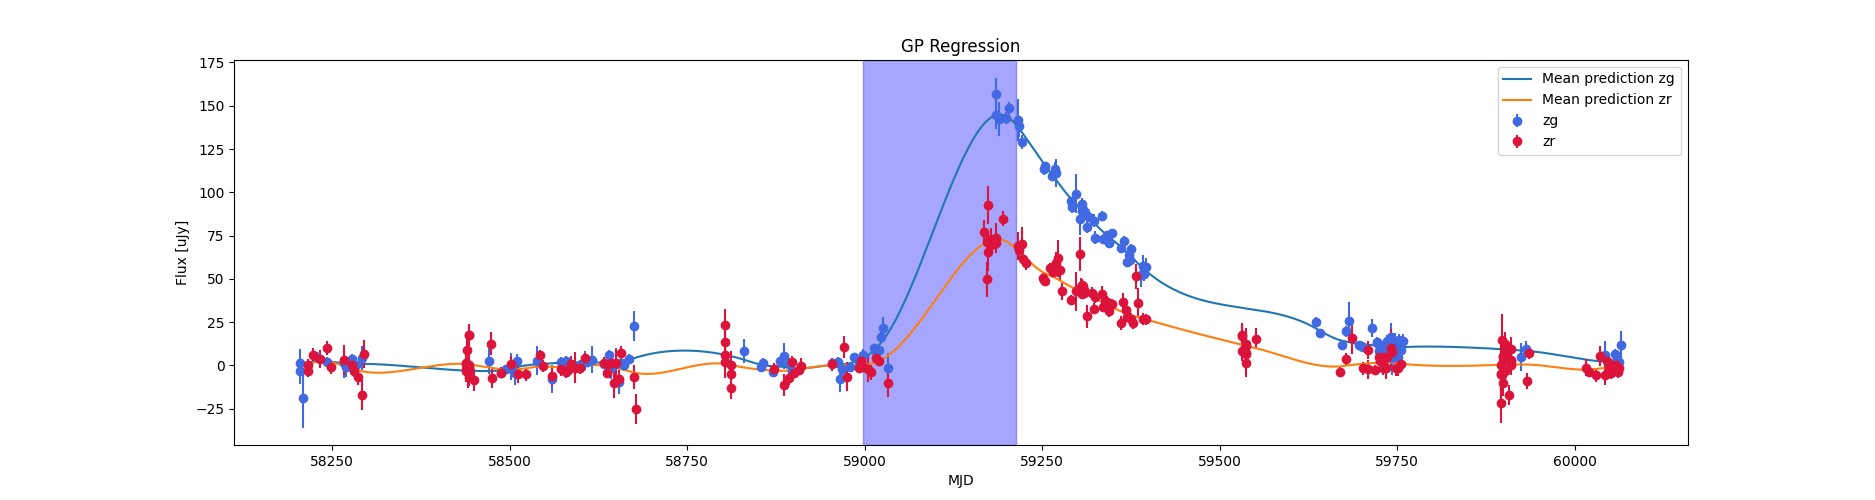 GP Regression
175
150
125
100
75
50
25
0
−25
Flux [uJy]
58250 58500 58750 59000 59250 59500 59750 60000
MJD
Mean prediction zg
Mean prediction zr
zg
zr